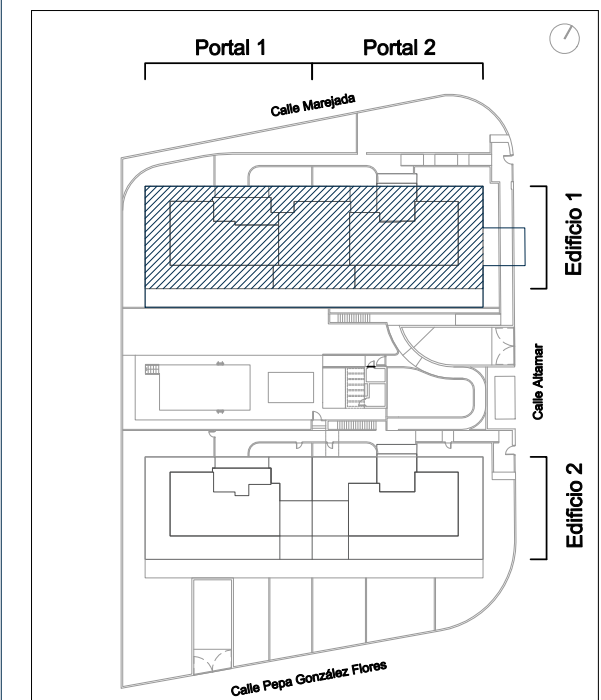 Portal 1
Portal 2
Calle Marejada
Edificio 1
Calle Altamar
Edificio 2
Calle Pepa González Flores